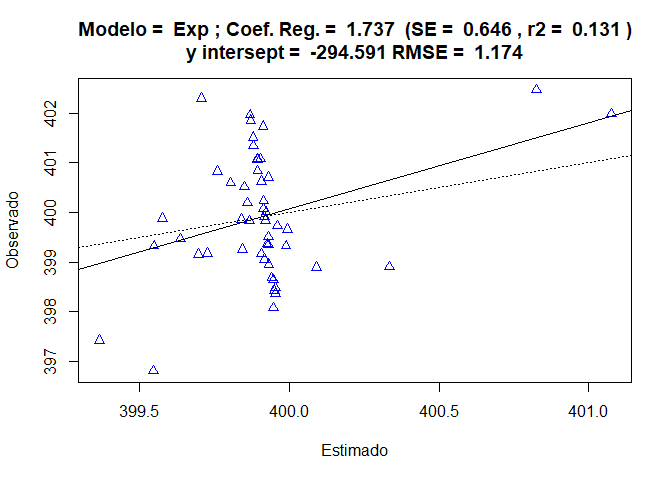 Modelo = Exp ; Coef. Reg. = 1.737 (SE = 0.646 , r2 = 0.131 )
y intersept = -294.591 RMSE = 1.174
402
401
400
399
398
397
Observado
399.5 400.0 400.5 401.0
Estimado